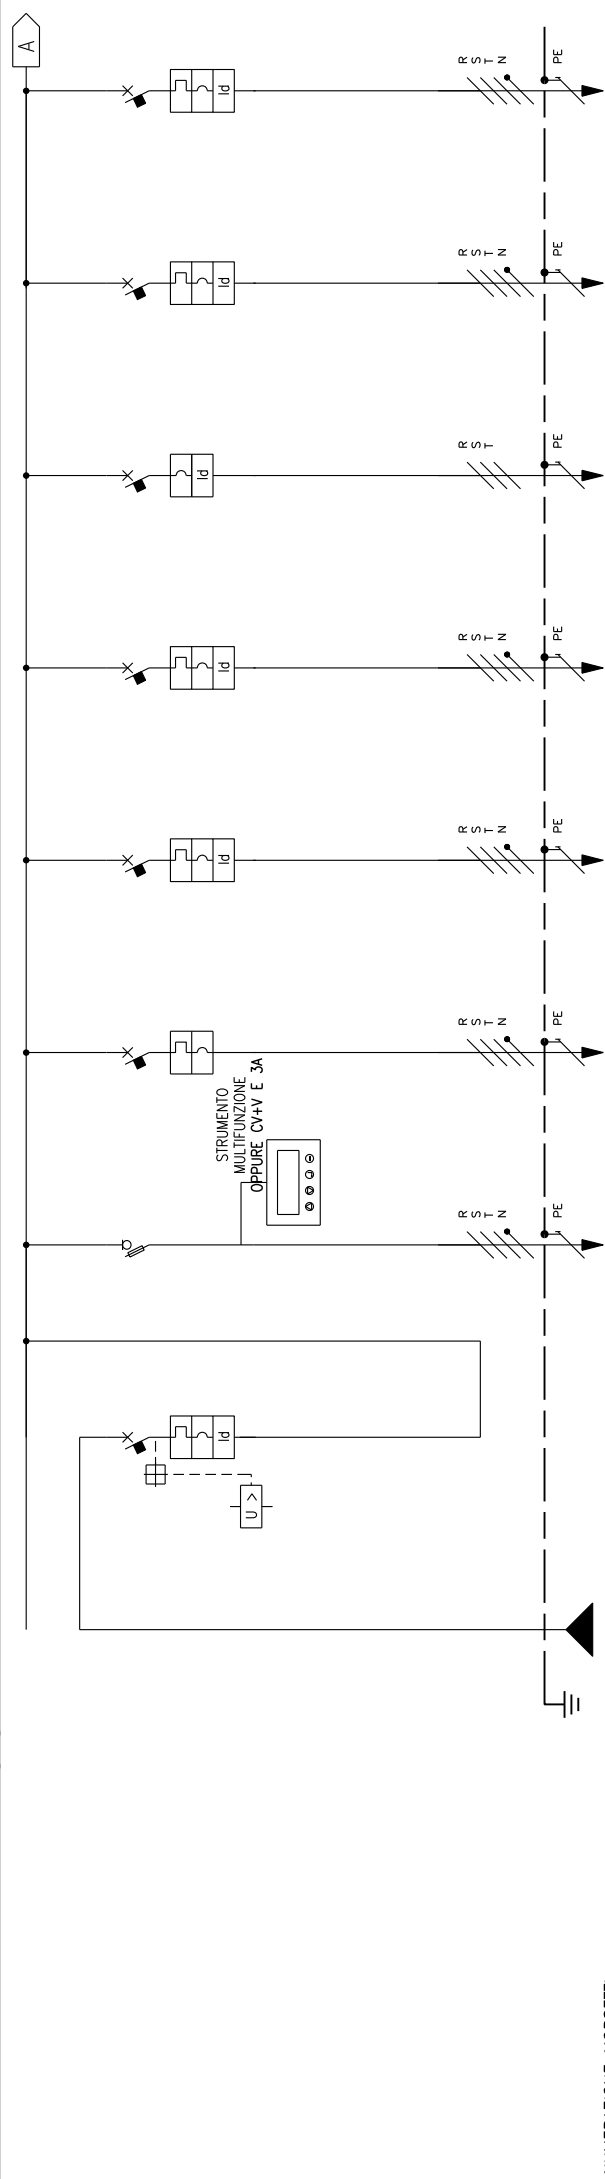 A
Id
R S T N
PE
Id
R S T N
PE
Id
R S T
PE
Id
R S T N
PE
Id
R S T N
PE
R S T N
PE
STRUMENTO
MULTIFUNZIONE
OPPURE CV+V E 3A
R S T N
PE
Id
U >